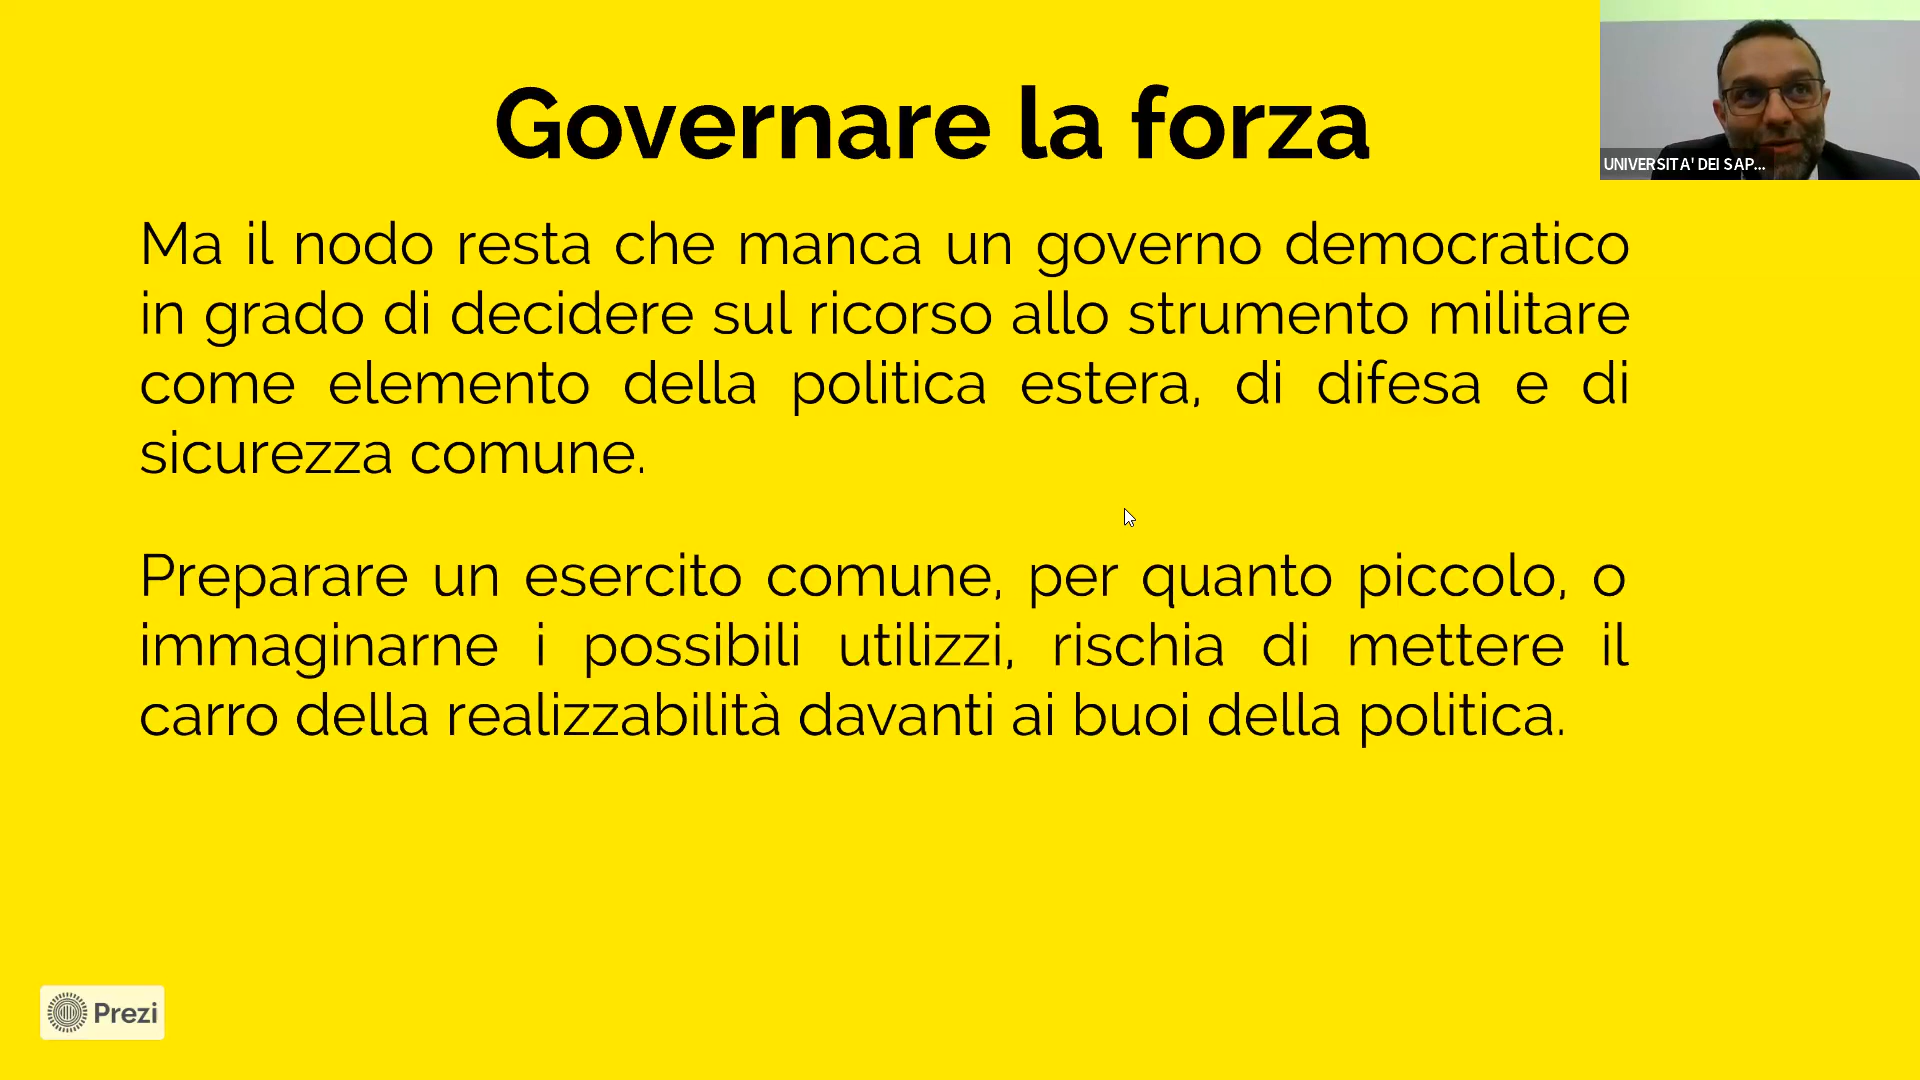 Governare la forza
UNIVERSITA' DEI SAP...
Ma il nodo resta che manca un governo democratico
in grado di decidere sul ricorso allo strumento militare
come elemento della politica estera, di difesa e di
sicurezza comune.
Preparare un esercito comune, per quanto piccolo, o
immaginarne i possibili utilizzi, rischia di mettere il
carro della realizzabilità davanti ai buoi della politica.
Prezi